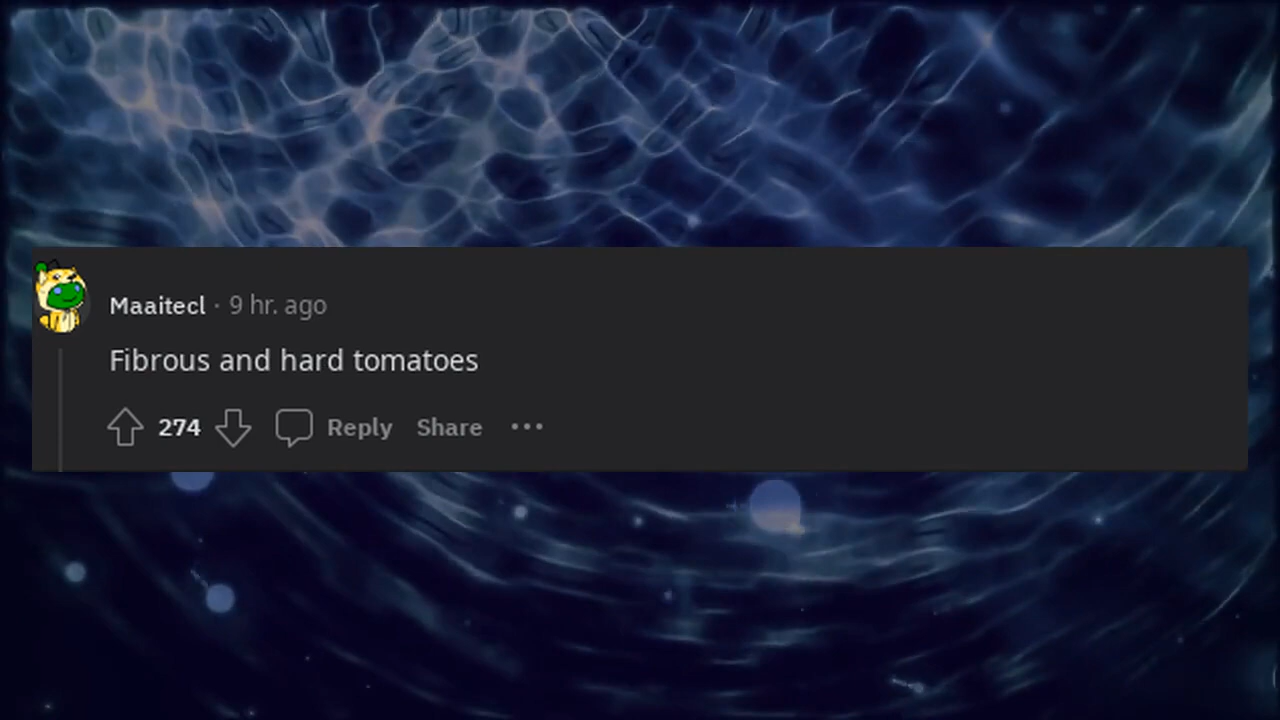 Maaitecl · 9 hr. ago
Fibrous and hard tomatoes
274 Reply Share ···